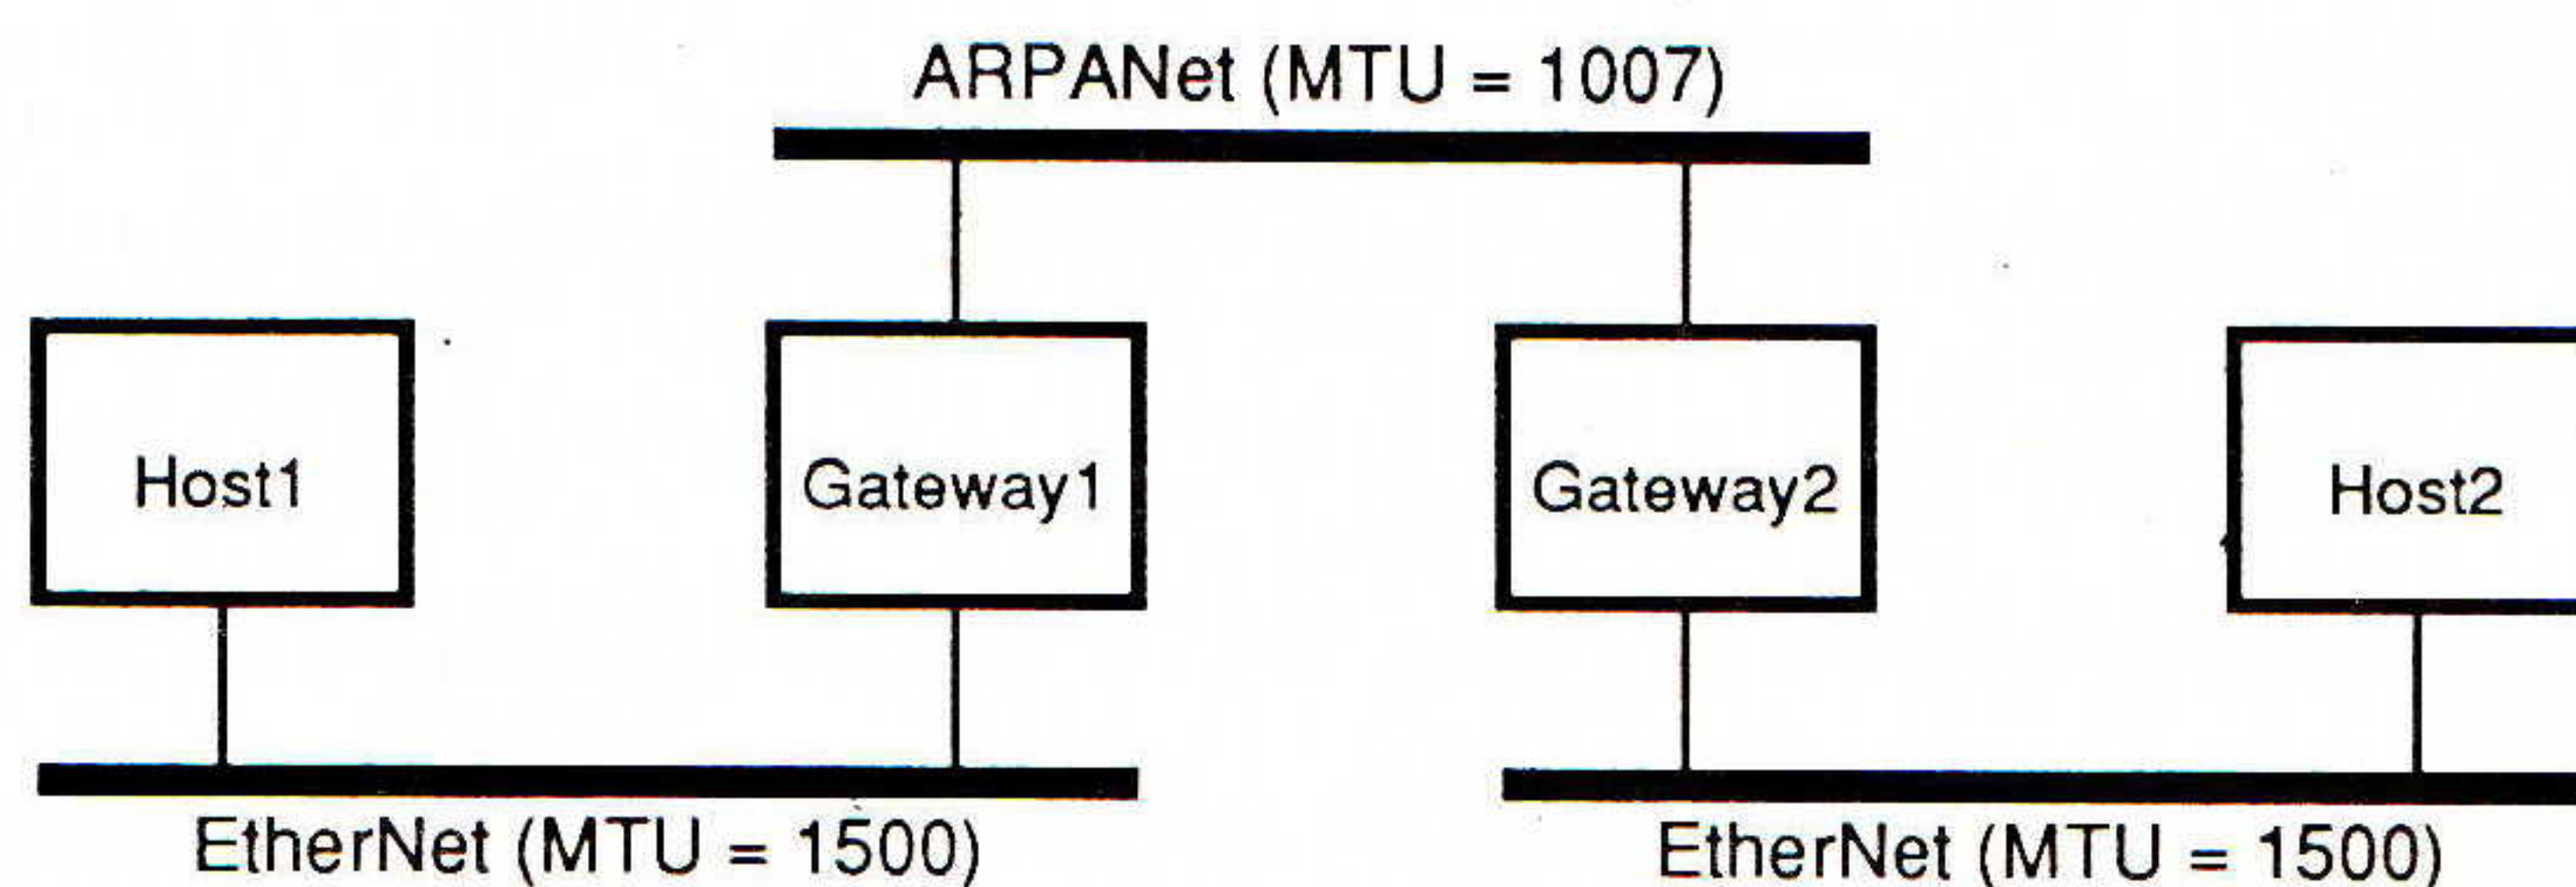 ARPANet (MTU = 1007)
Host1
Gateway1
Gateway2
Host2
EtherNet (MTU = 1500)
EtherNet (MTU = 1500)